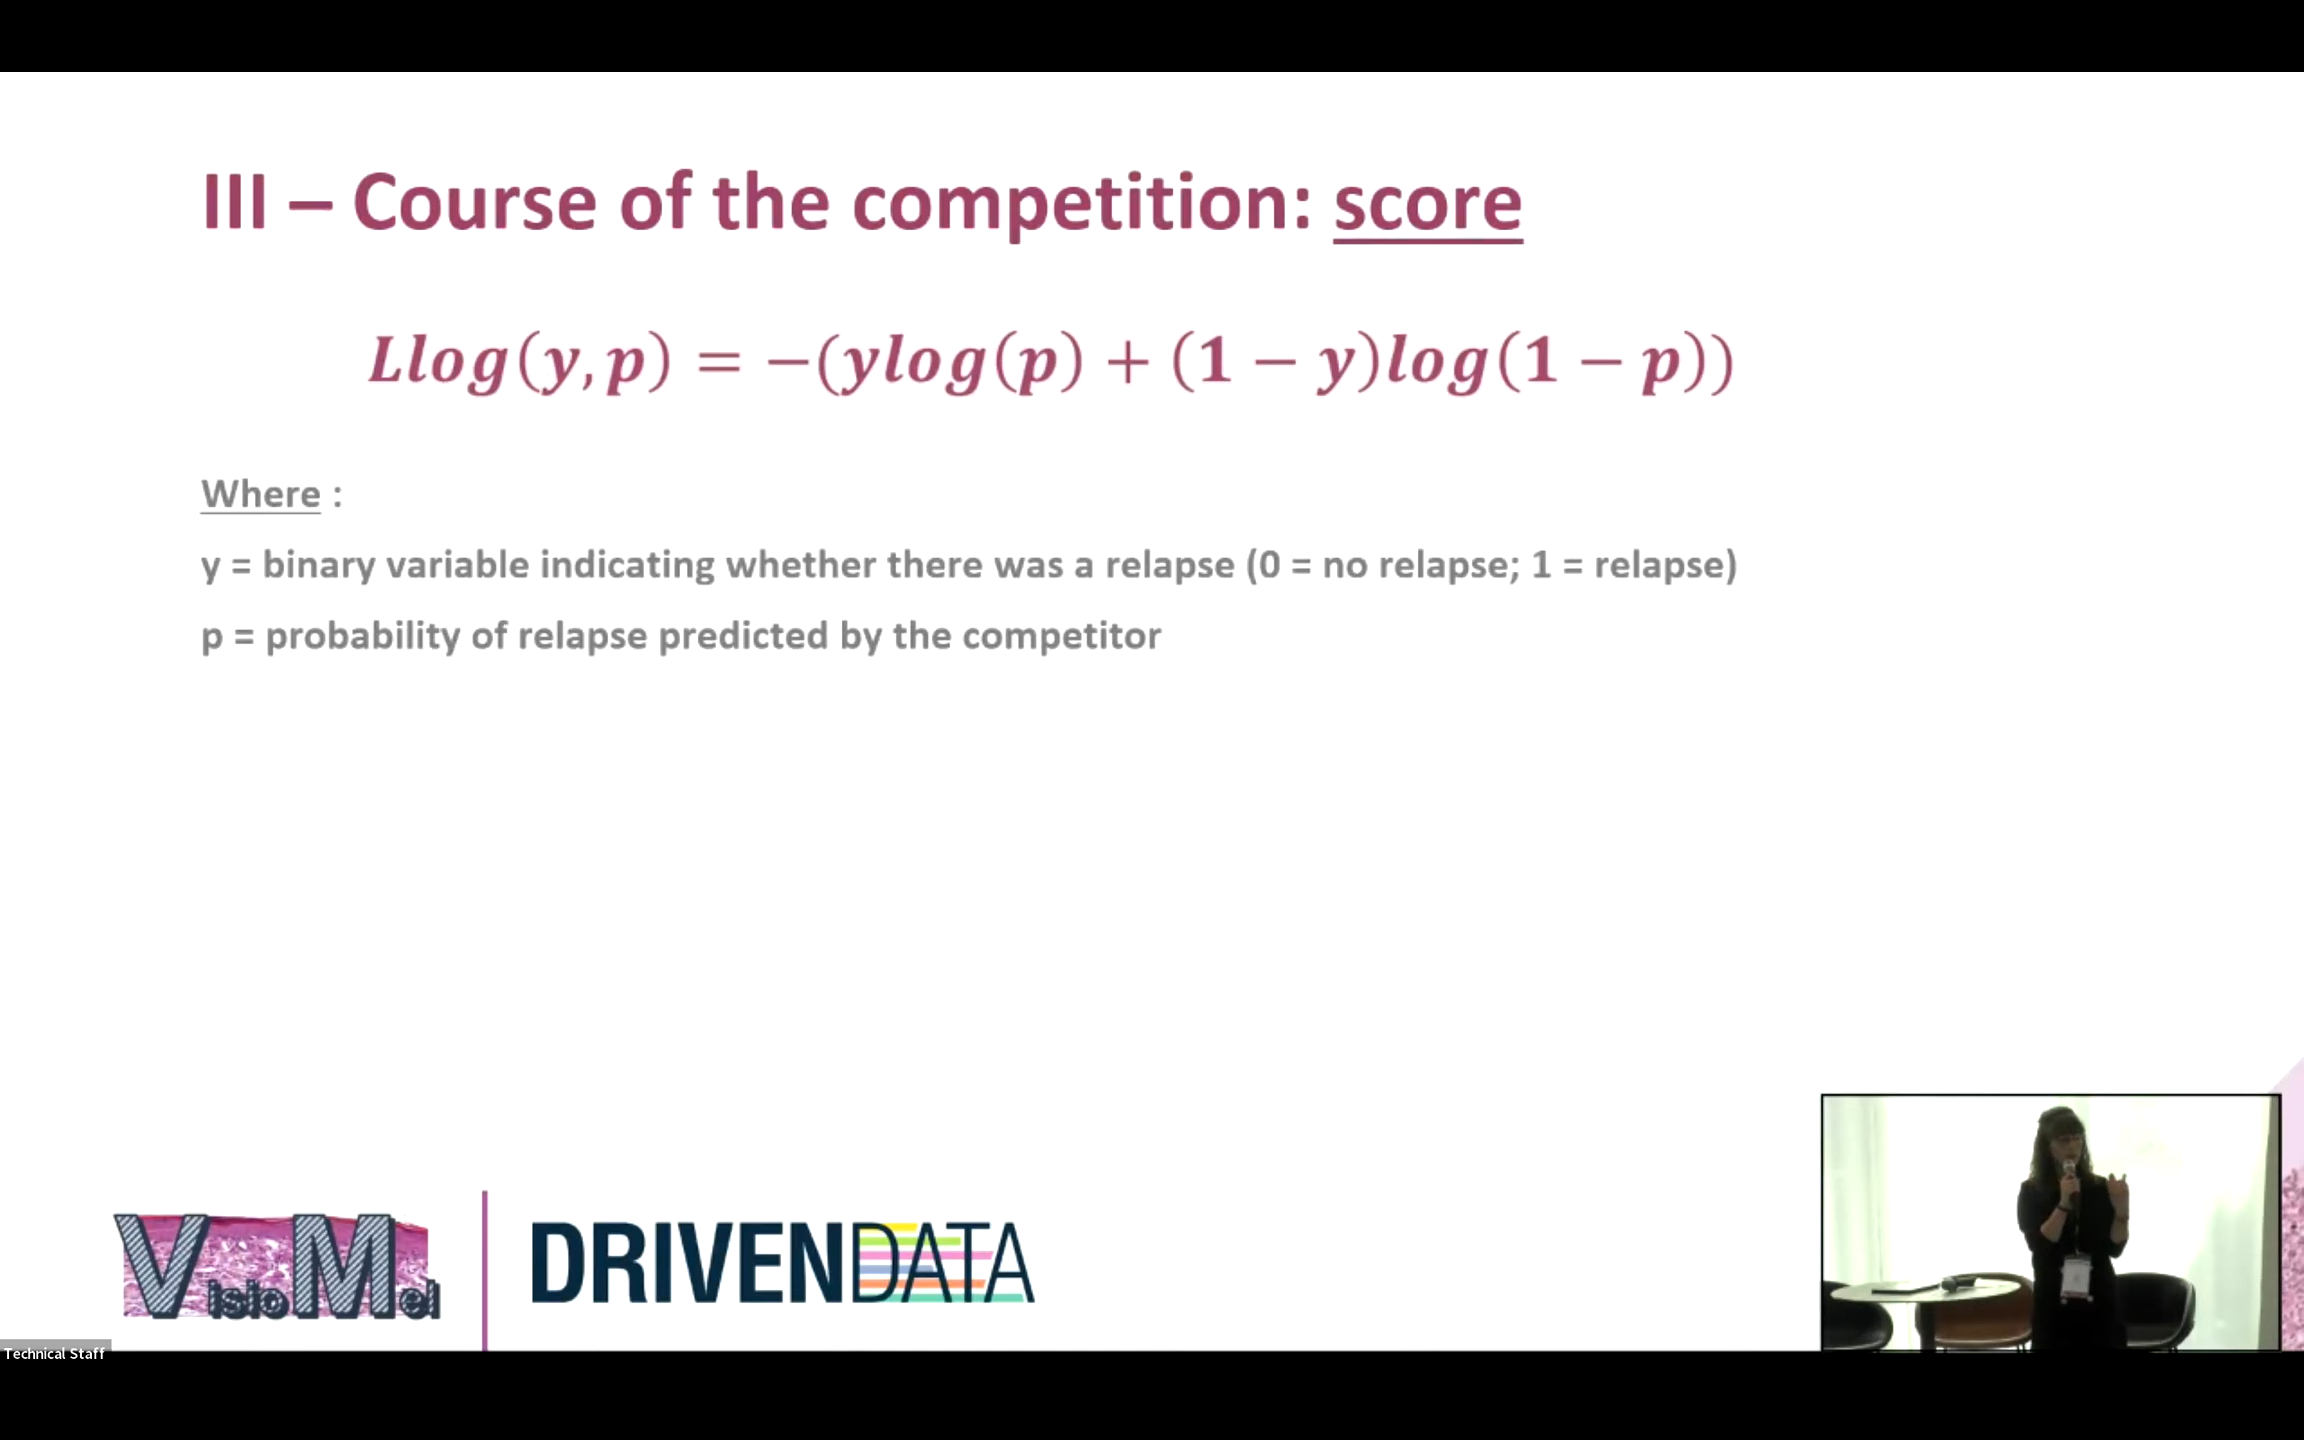 III – Course of the competition: score
Llog(y,p) = −(ylog(p) + (1 − y)log(1 − p))
Where :
y = binary variable indicating whether there was a relapse (0 = no relapse; 1 = relapse)
p = probability of relapse predicted by the competitor
VisioMel
DRIVENDATA
Technical Staff